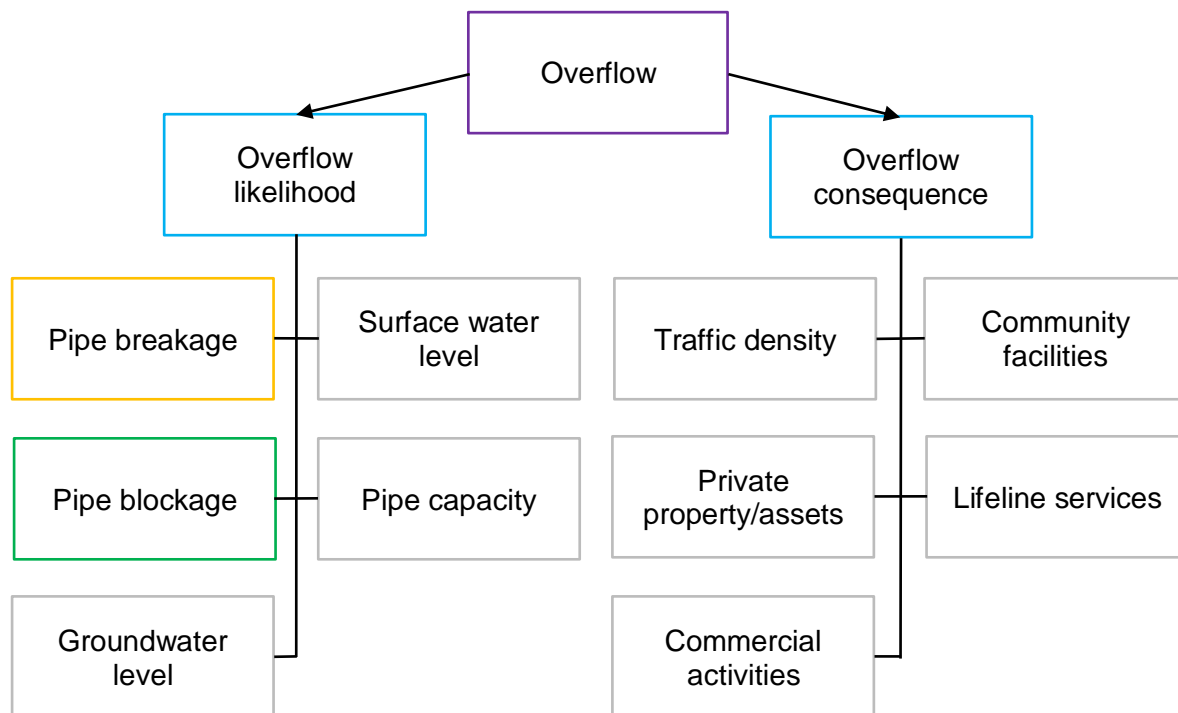 Overflow
Overflow
likelihood
Overflow
consequence
Pipe breakage
Surface water
level
Traffic density
Community
facilities
Pipe blockage
Pipe capacity
Private
property/assets
Lifeline services
Groundwater
level
Commercial
activities